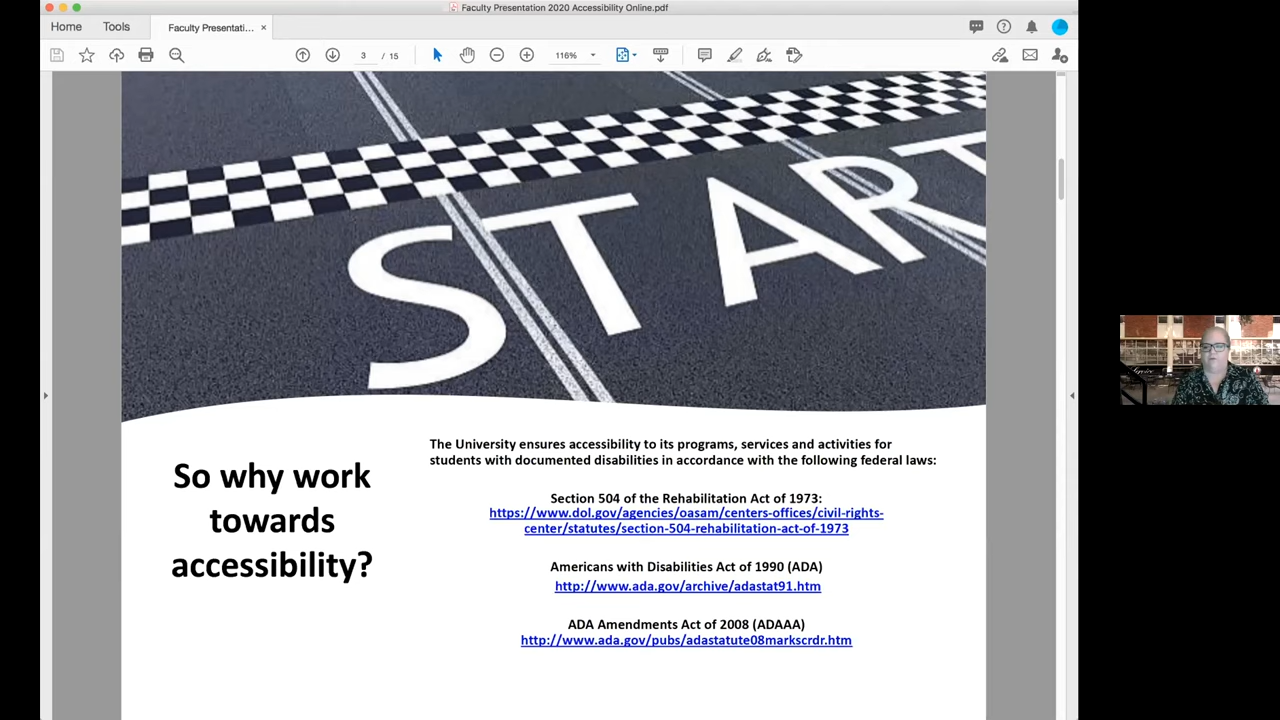 Faculty Presentation 2020 Accessibility Online.pdf
Home Tools Faculty Presentati... ×
3 / 15 116%
START
So why work
towards
accessibility?
The University ensures accessibility to its programs, services and activities for
students with documented disabilities in accordance with the following federal laws:
Section 504 of the Rehabilitation Act of 1973:
https://www.dol.gov/agencies/oasam/centers-offices/civil-rights-
center/statutes/section-504-rehabilitation-act-of-1973
Americans with Disabilities Act of 1990 (ADA)
http://www.ada.gov/archive/adastat91.htm
ADA Amendments Act of 2008 (ADAAA)
http://www.ada.gov/pubs/adastatute08markscrdr.htm